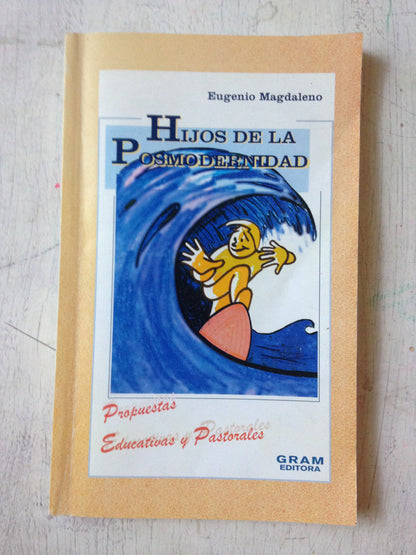 Eugenio Magdaleno
HIJOS DE LA
POSMODERNIDAD
Propuestas
Educativas y Pastorales
GRAM
EDITORA